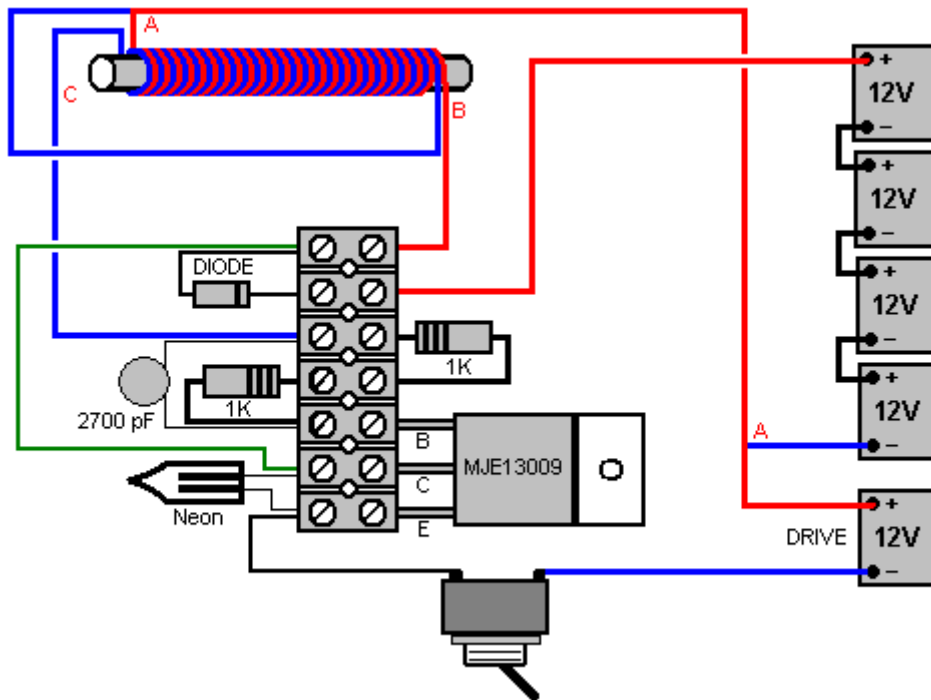 A
C
B
+
12V
−
+
12V
−
+
12V
−
+
12V
−
DIODE
1K
1K
2700 pF
B
MJE13009
C
E
Neon
A
DRIVE
+
12V
−